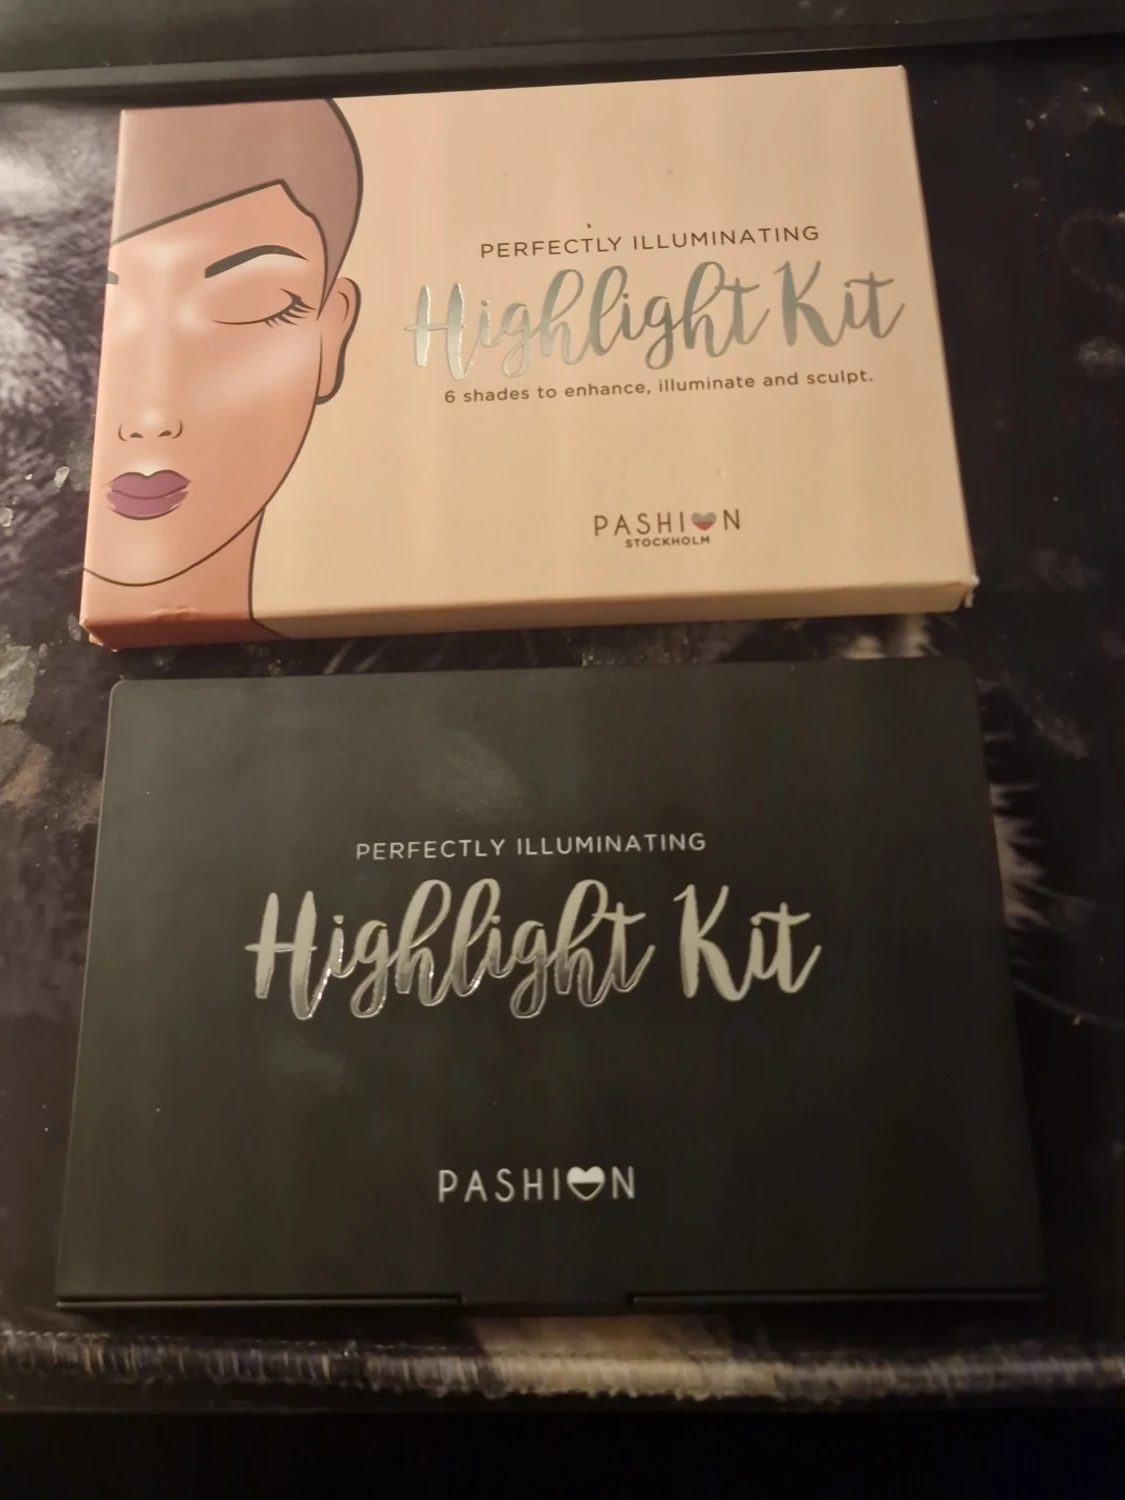 PERFECTLY ILLUMINATING
Highlight Kit
6 shades to enhance, illuminate and sculpt.
PASHION
STOCKHOLM
PERFECTLY ILLUMINATING
Highlight Kit
PASHION